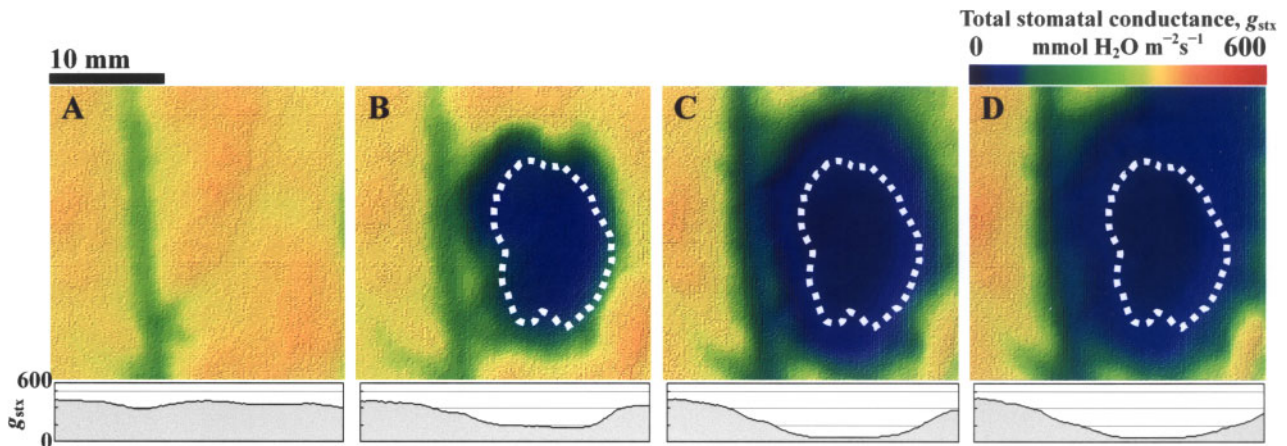 Total stomatal conductance, gstx
10 mm
0 mmol H2O m−2s−1 600
A B C D
600
gstx
0